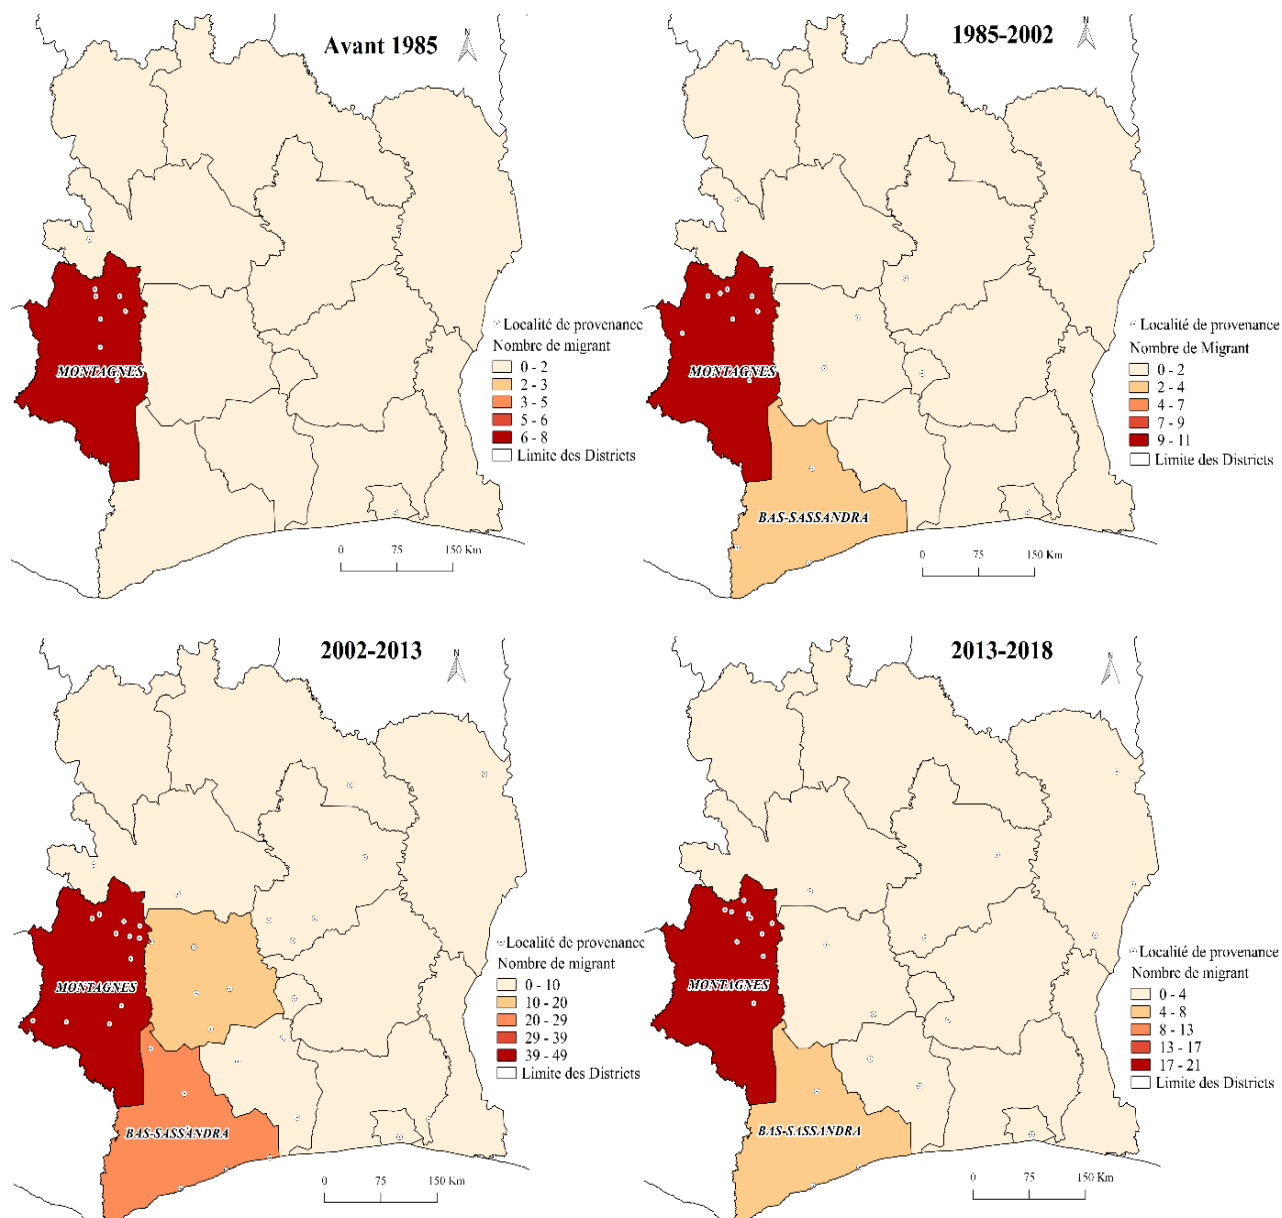 Avant 1985
N
Localité de provenance
Nombre de migrant
0 - 2
2 - 3
3 - 5
5 - 6
6 - 8
Limite des Districts
MONTAGNES
0 75 150 Km
1985-2002
N
Localité de provenance
Nombre de Migrant
0 - 2
2 - 4
4 - 7
7 - 9
9 - 11
Limite des Districts
MONTAGNES
BAS-SASSANDRA
0 75 150 Km
2002-2013
N
Localité de provenance
Nombre de migrant
0 - 10
10 - 20
20 - 29
29 - 39
39 - 49
Limite des Districts
MONTAGNES
BAS-SASSANDRA
0 75 150 Km
2013-2018
N
Localité de provenance
Nombre de migrant
0 - 4
4 - 8
8 - 13
13 - 17
17 - 21
Limite des Districts
MONTAGNES
BAS-SASSANDRA
0 75 150 Km